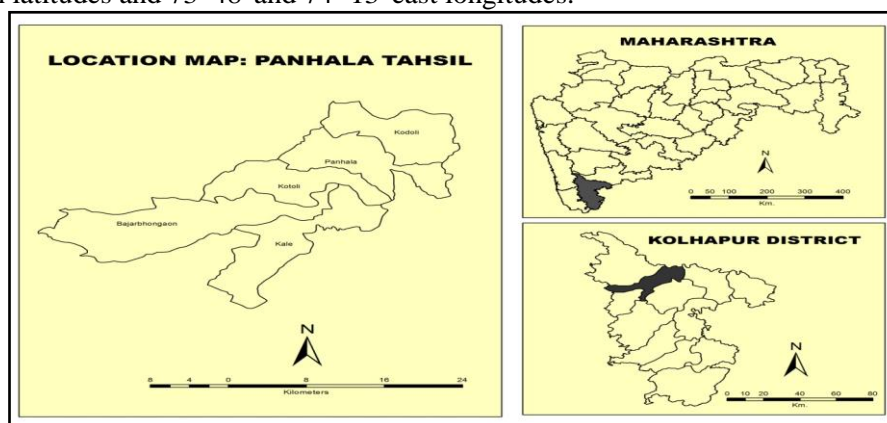 latitudes and 73° 48' and 74° 15' east longitudes.
LOCATION MAP: PANHALA TAHSIL
Kodoli
Panhala
Kotoli
Bajarbhongaon
Kale
N
8 4 0 8 16 24
Kilometers
MAHARASHTRA
N
0 50 100 200 300 400
Km.
KOLHAPUR DISTRICT
N
0 10 20 40 60 80
Km.